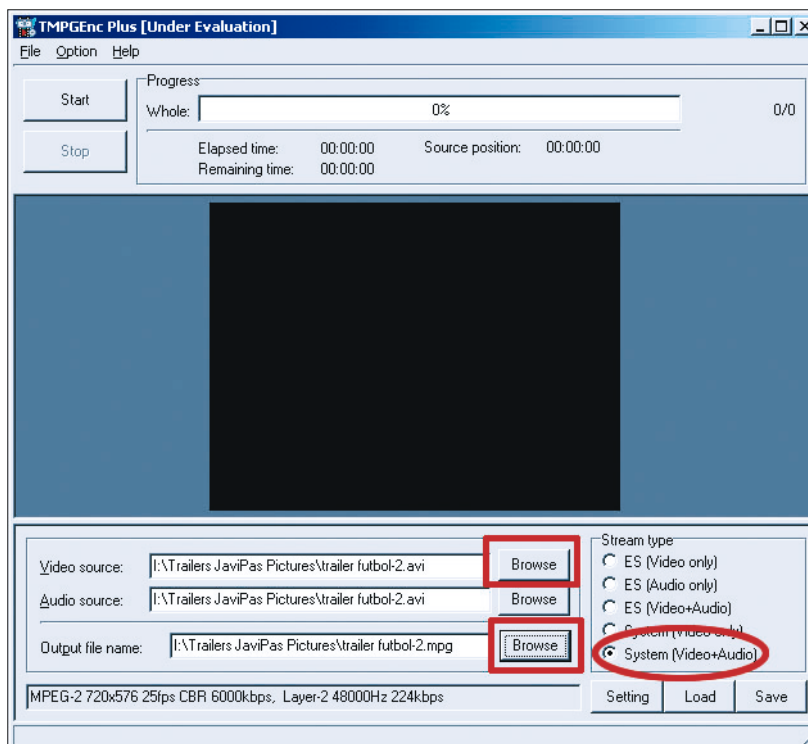 TMPGEnc Plus [Under Evaluation]
File Option Help
Start
Stop
Progress
Whole: 0% 0/0
Elapsed time: 00:00:00 Source position: 00:00:00
Remaining time: 00:00:00
Video source: I:\Trailers JaviPas Pictures\trailer futbol-2.avi Browse
Audio source: I:\Trailers JaviPas Pictures\trailer futbol-2.avi Browse
Output file name: I:\Trailers JaviPas Pictures\trailer futbol-2.mpg Browse
Stream type
ES (Video only)
ES (Audio only)
ES (Video+Audio)
System (Video only)
System (Video+Audio)
MPEG-2 720x576 25fps CBR 6000kbps, Layer-2 48000Hz 224kbps
Setting Load Save